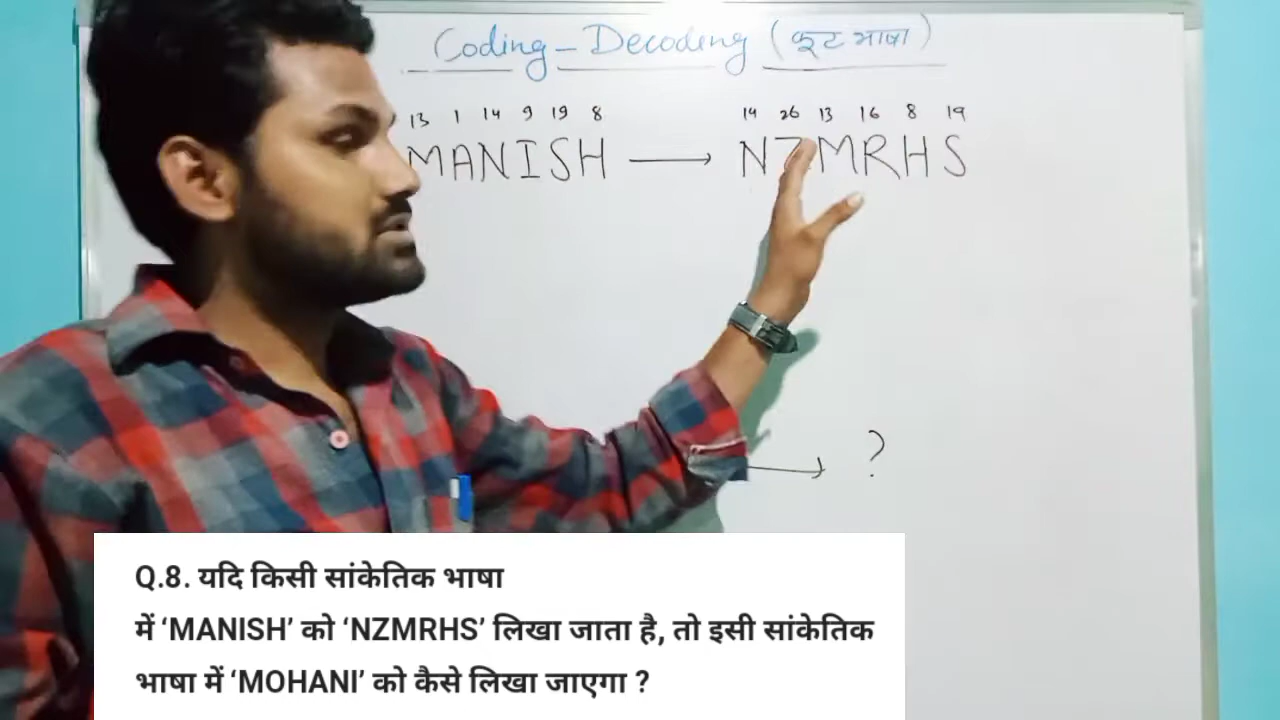 Coding - Decoding (कूट भाषा)
13 1 14 9 19 8 14 26 13 16 8 19
MANISH → NZMRHS
→ ?
Q.8. यदि किसी सांकेतिक भाषा
में ‘MANISH’ को ‘NZMRHS’ लिखा जाता है, तो इसी सांकेतिक
भाषा में ‘MOHANI’ को कैसे लिखा जाएगा ?